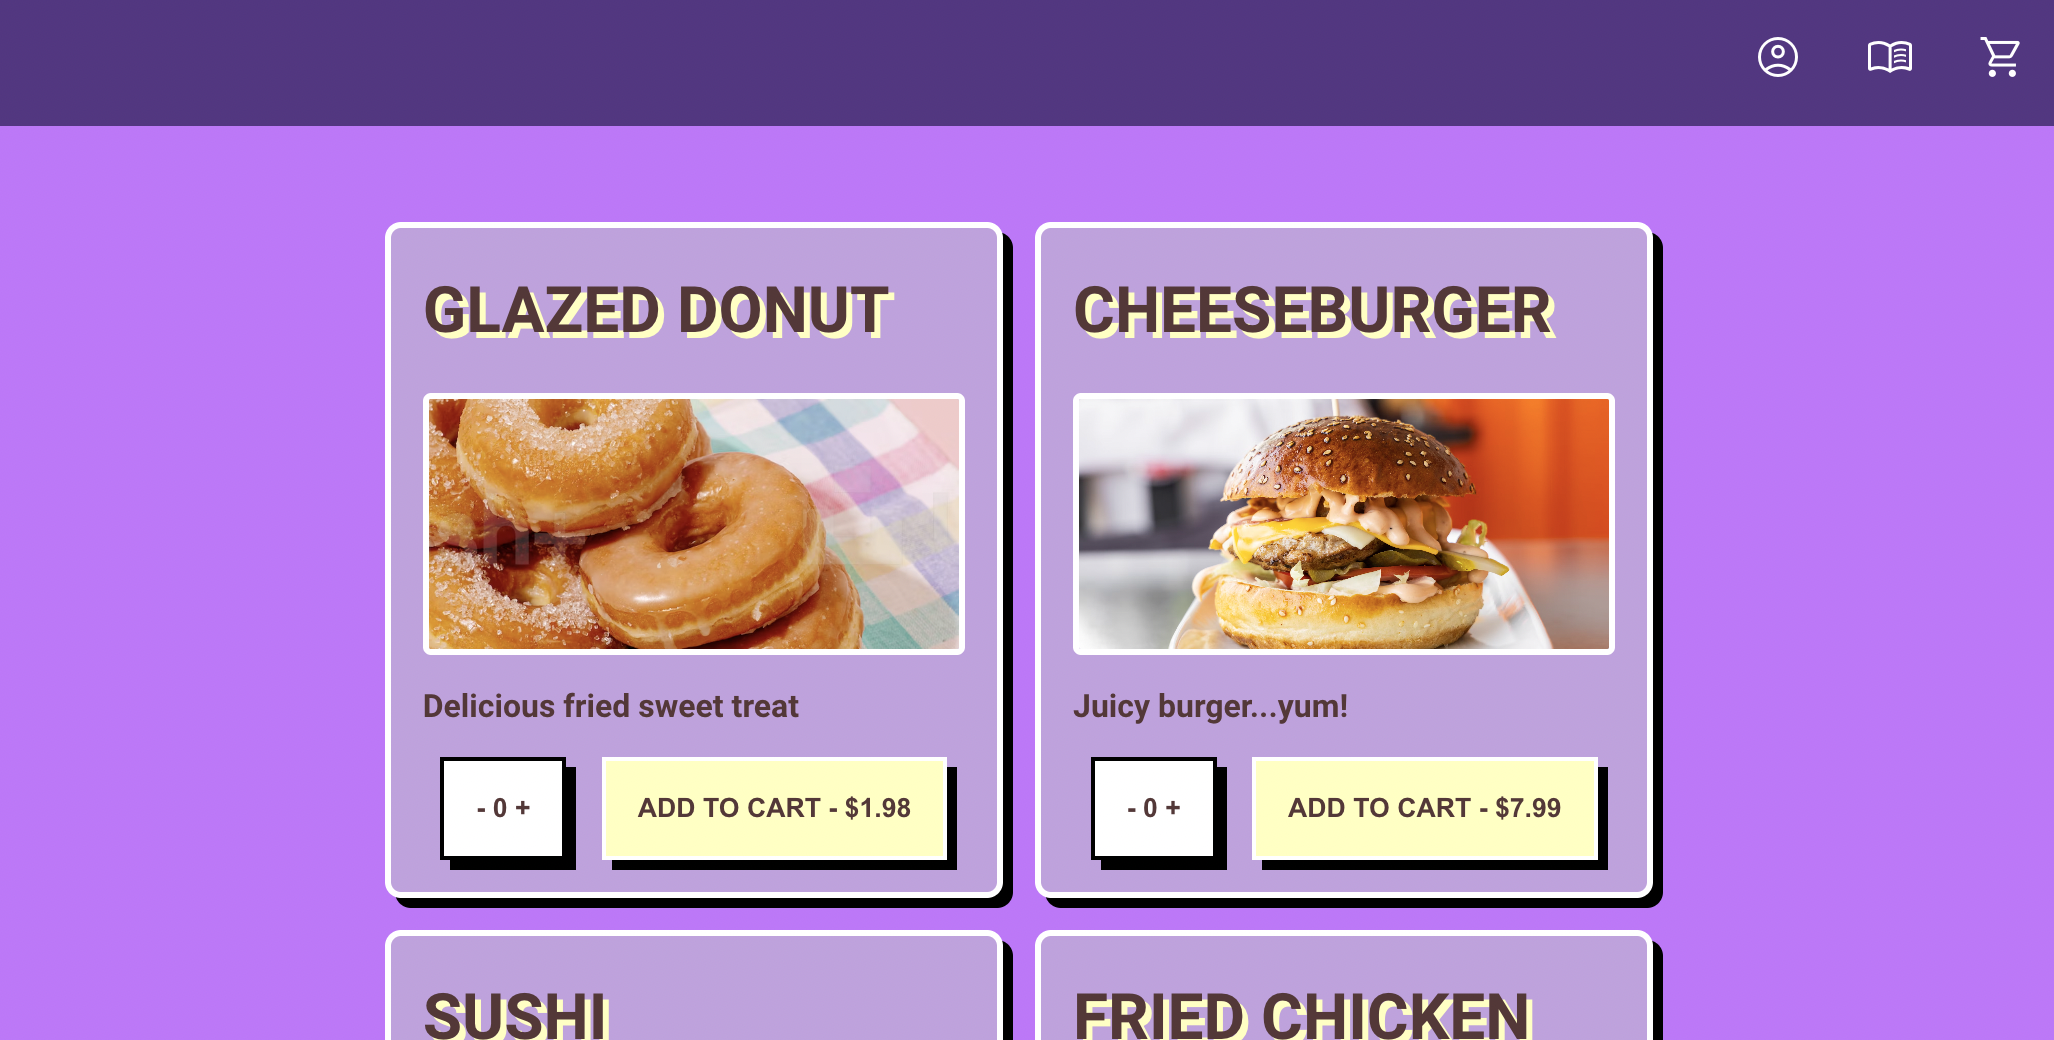 GLAZED DONUT
Delicious fried sweet treat
- 0 +
ADD TO CART - $1.98
CHEESEBURGER
Juicy burger...yum!
- 0 +
ADD TO CART - $7.99
SUSHI
FRIED CHICKEN